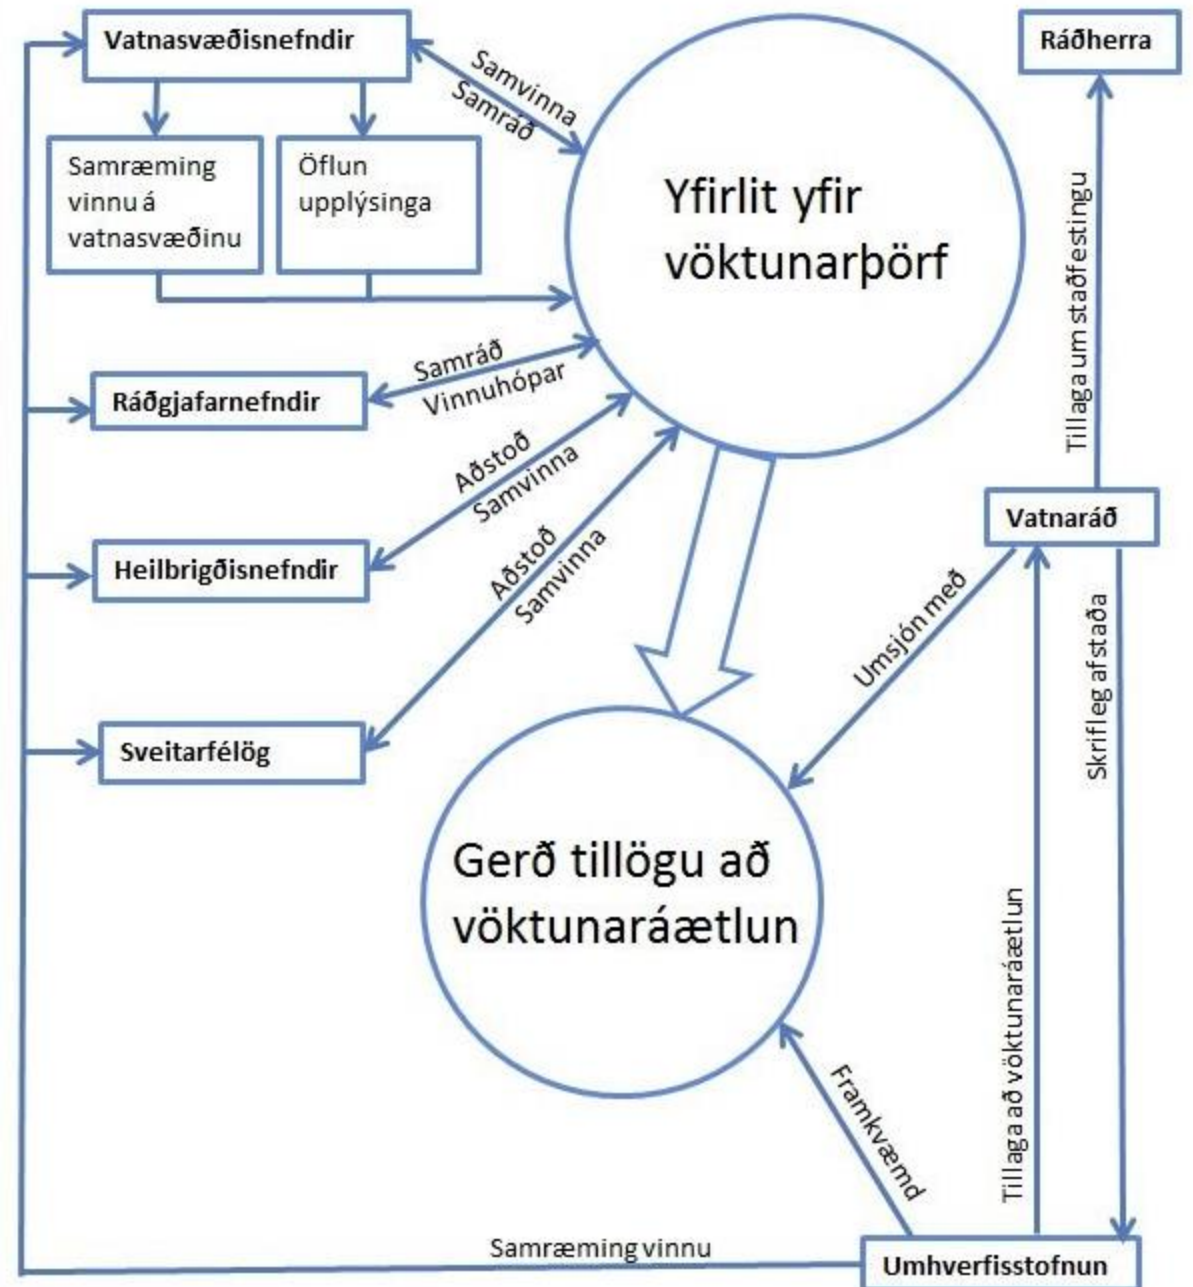 Vatnasvæðisnefndir
Samvinna
Samráð
Ráðherra
Samræming
vinnu á
vatnasvæðinu
Öflun
upplýsinga
Yfirlit yfir
vöktunarþörf
Tillaga um staðfestingu
Samráð
Vinnuhópar
Ráðgjafarnefndir
Aðstoð
Samvinna
Heilbrigðisnefndir
Aðstoð
Samvinna
Vatnaráð
Umsjón með
Skrifleg afstaða
Sveitarfélög
Gerð tillögu að
vöktunaráætlun
Tillaga að vöktunaráætlun
Framkvæmd
Samræming vinnu
Umhverfisstofnun